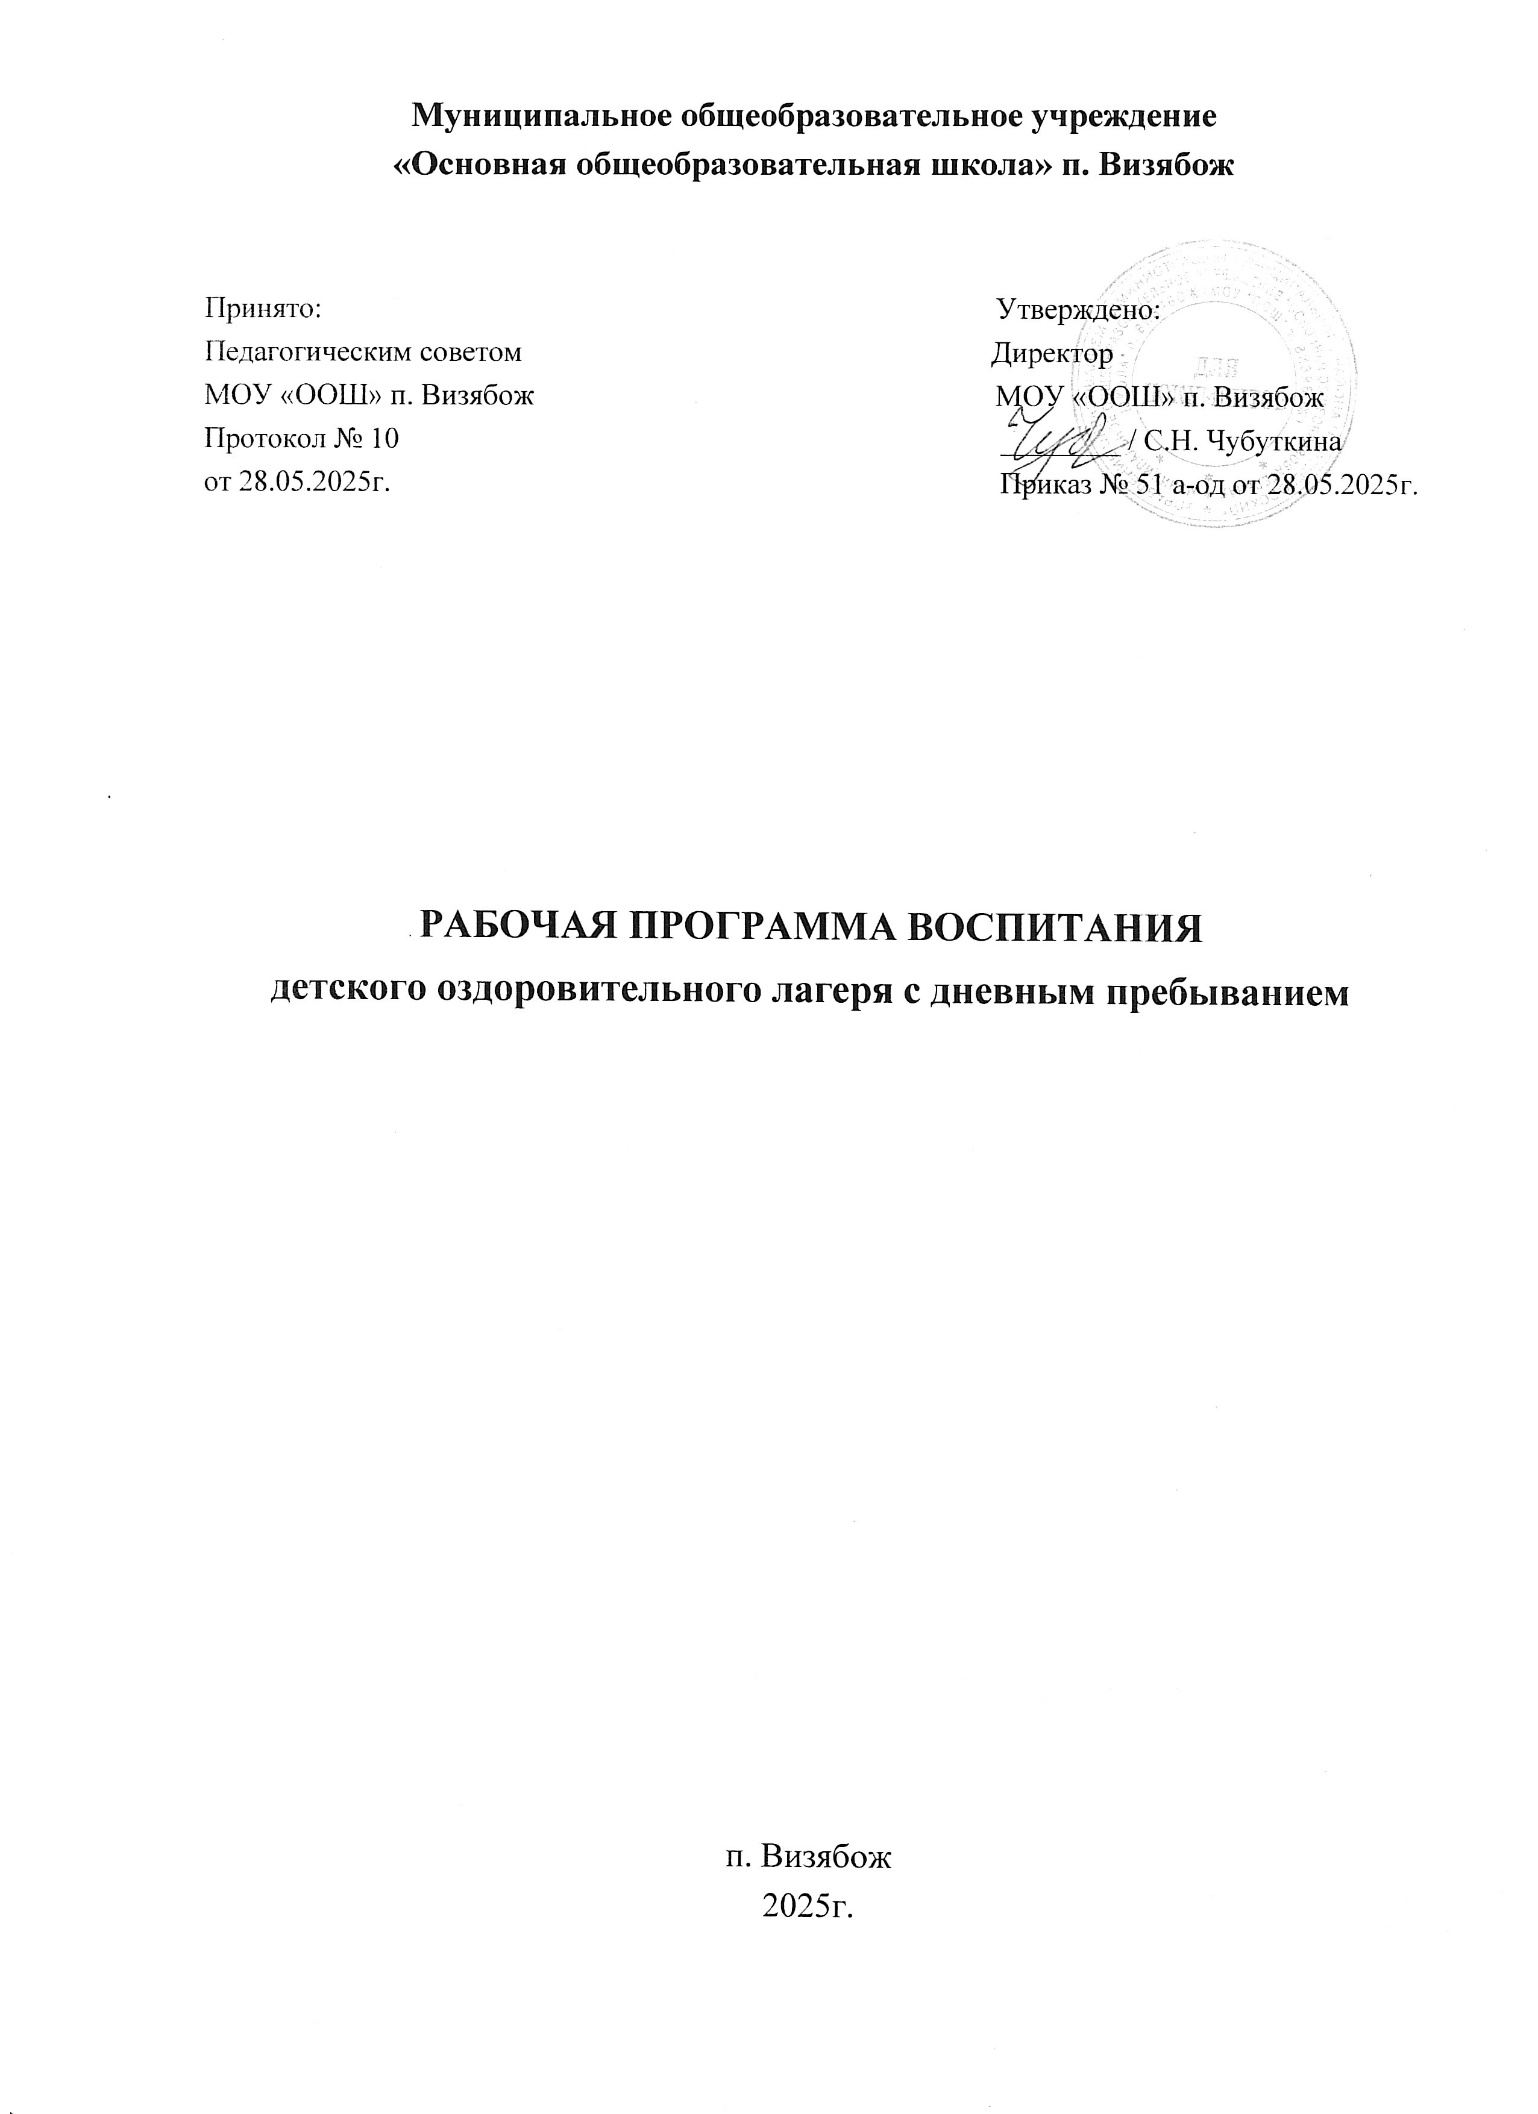 Муниципальное общеобразовательное учреждение
«Основная общеобразовательная школа» п. Визябож
Принято:
Педагогическим советом
МОУ «ООШ» п. Визябож
Протокол № 10
от 28.05.2025г.
Утверждено:
Директор
МОУ «ООШ» п. Визябож
/ С.Н. Чубуткина
Приказ № 51 а-од от 28.05.2025г.
ДЛЯ
РАБОЧАЯ ПРОГРАММА ВОСПИТАНИЯ
детского оздоровительного лагеря с дневным пребыванием
п. Визябож
2025г.